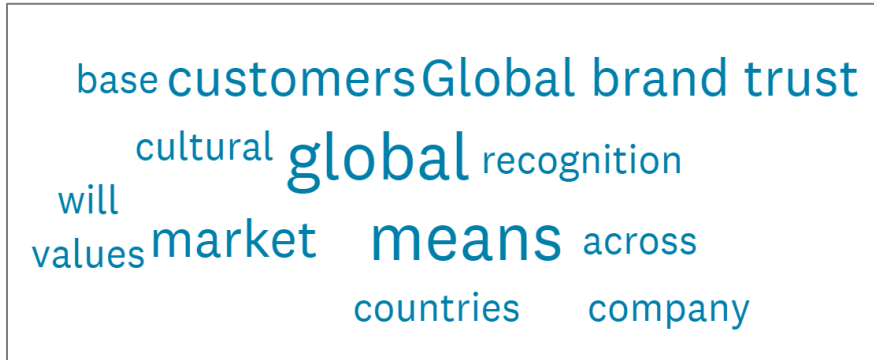 base customers Global brand trust
cultural global recognition
will
values market means across
countries company